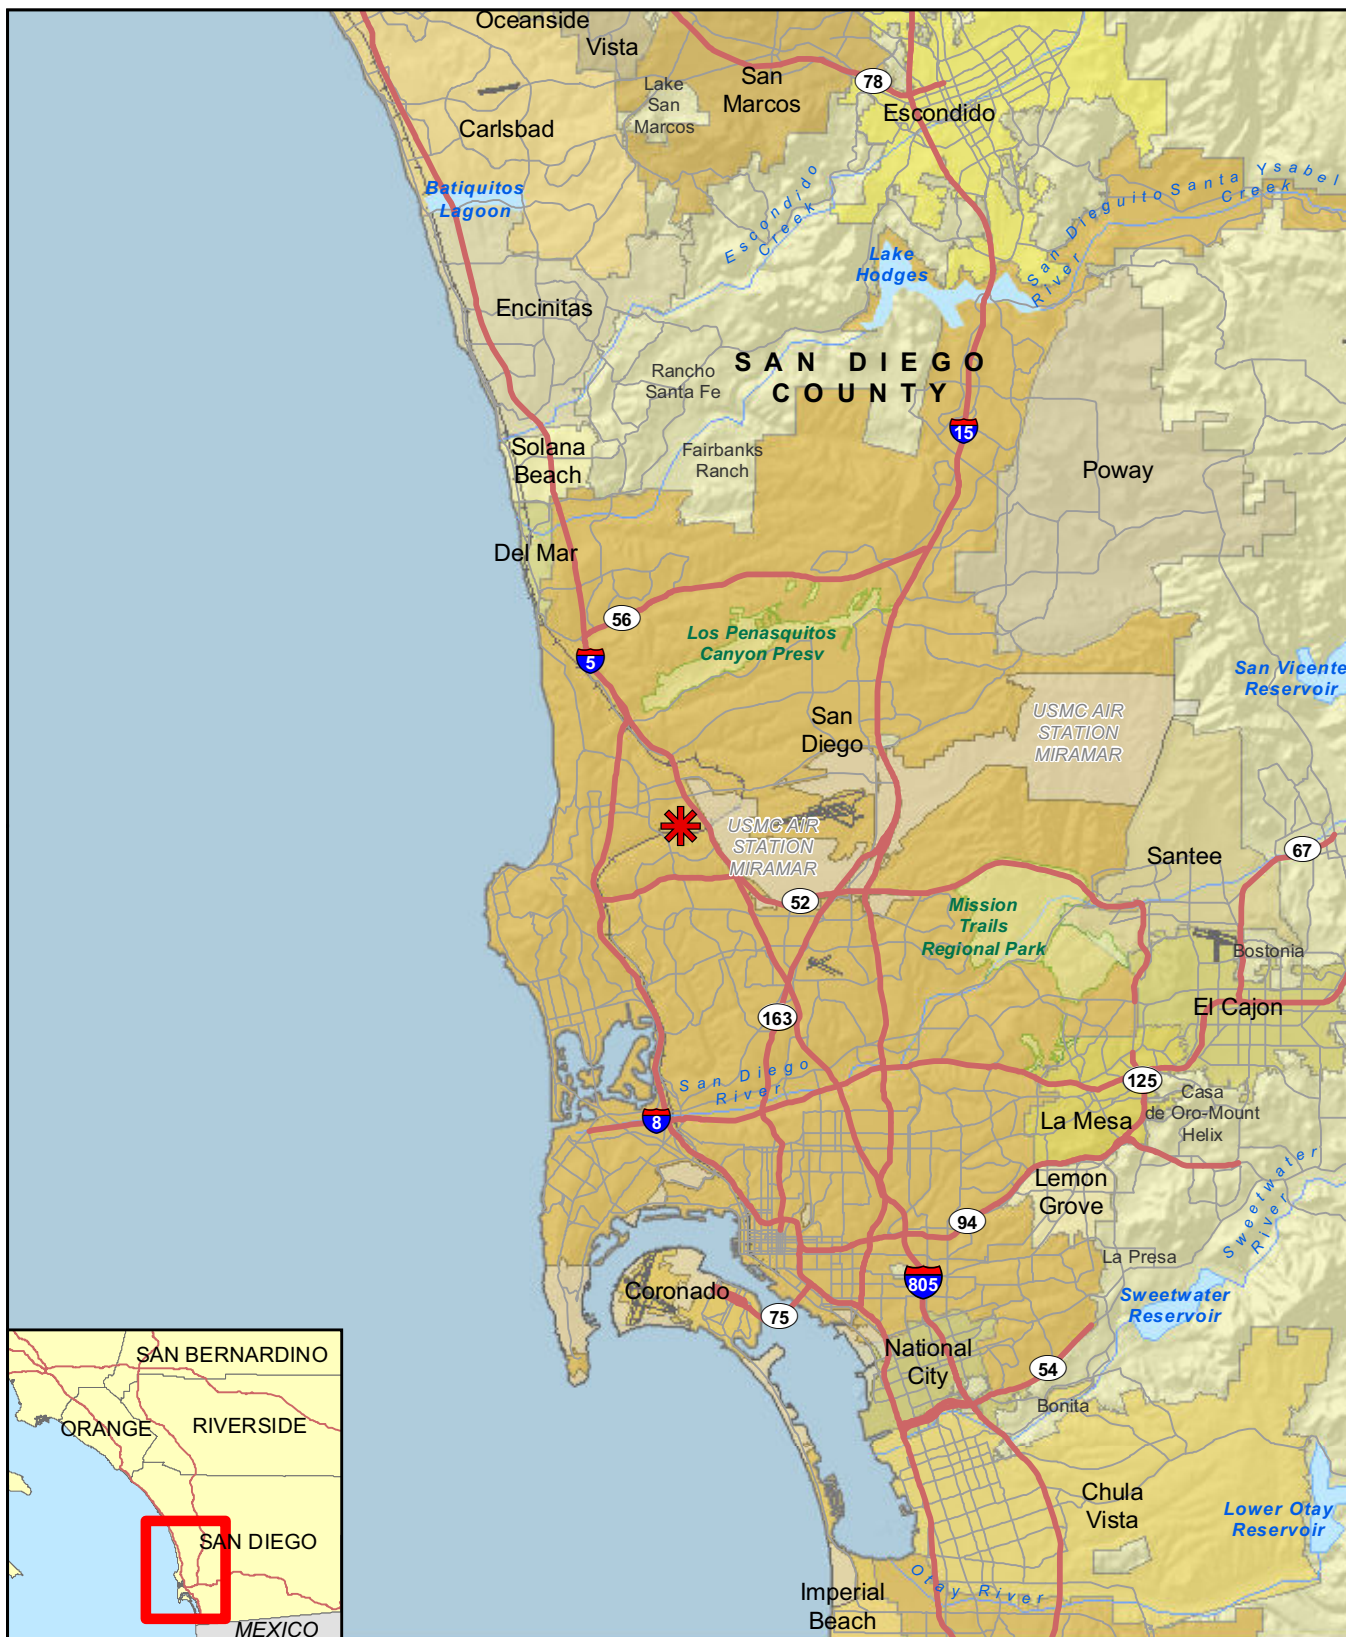 Oceanside
Vista
San
Marcos
78
Lake
San
Marcos
Escondido
Carlsbad
Batiquitos
Lagoon
Escondido
Creek
San Dieguito
River
Santa Ysabel
Creek
Lake
Hodges
Encinitas
SAN DIEGO
COUNTY
Rancho
Santa Fe
15
Fairbanks
Ranch
Solana
Beach
Poway
Del Mar
56
Los Penasquitos
Canyon Presv
5
San Vicente
Reservoir
San
Diego
USMC AIR
STATION
MIRAMAR
USMC AIR
STATION
MIRAMAR
Santee
67
52
Mission
Trails
Regional Park
Bostonia
El Cajon
163
San Diego
River
125
Casa
de Oro-Mount
Helix
8
La Mesa
Lemon
Grove
Sweetwater
River
94
La Presa
805
Coronado
75
Sweetwater
Reservoir
National
City
54
Bonita
Chula
Vista
Lower Otay
Reservoir
Otay River
Imperial
Beach
SAN BERNARDINO
ORANGE
RIVERSIDE
SAN DIEGO
MEXICO